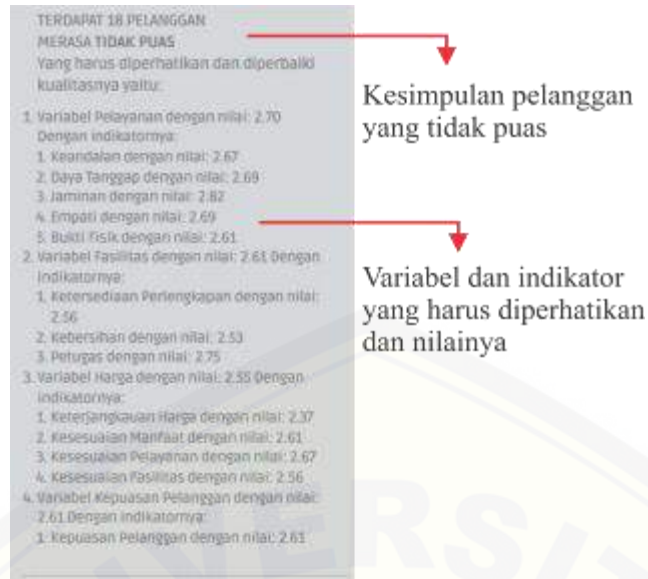 TERDAPAT 18 PELANGGAN
MERASA TIDAK PUAS
Yang harus diperhatikan dan diperbaiki
kualitasnya yaitu:
1. Variabel Pelayanan dengan nilai: 2.70
Dengan indikatornya:
1. Keandalan dengan nilai: 2.67
2. Daya Tanggap dengan nilai: 2.69
3. Jaminan dengan nilai: 2.82
4. Empati dengan nilai: 2.69
5. Bukti Fisik dengan nilai: 2.61
2. Variabel Fasilitas dengan nilai: 2.61 Dengan
indikatornya:
1. Ketersediaan Perlengkapan dengan nilai:
2.56
2. Kebersihan dengan nilai: 2.53
3. Petugas dengan nilai: 2.75
3. Variabel Harga dengan nilai: 2.55 Dengan
indikatornya:
1. Keterjangkauan Harga dengan nilai: 2.37
2. Kesesuaian Manfaat dengan nilai: 2.61
3. Kesesuaian Pelayanan dengan nilai: 2.67
4. Kesesuaian Fasilitas dengan nilai: 2.56
4. Variabel Kepuasan Pelanggan dengan nilai:
2.61 Dengan indikatornya:
1. Kepuasan Pelanggan dengan nilai: 2.61
Kesimpulan pelanggan
yang tidak puas
Variabel dan indikator
yang harus diperhatikan
dan nilainya